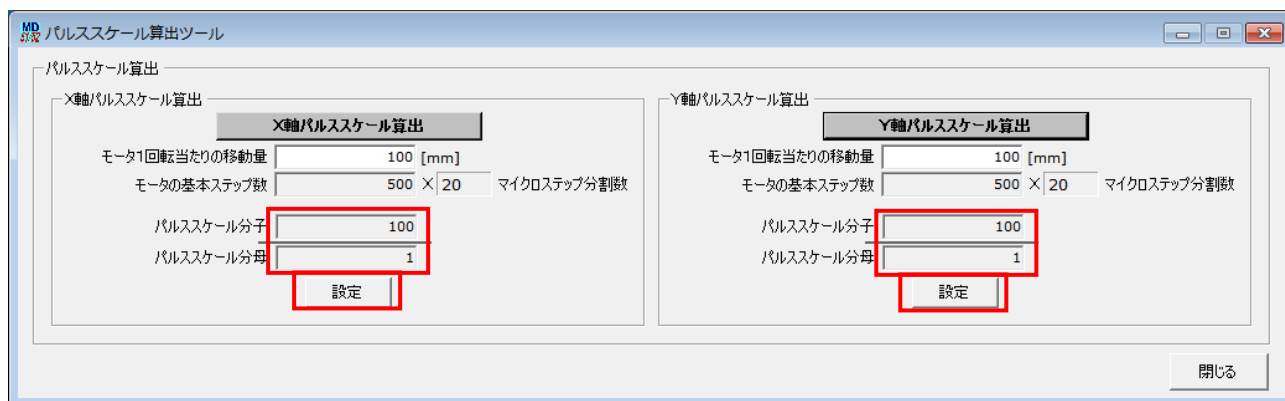 MD 設定 パルススケール算出ツール
パルススケール算出
X軸パルススケール算出
X軸パルススケール算出
モータ1回転当たりの移動量 100 [mm]
モータの基本ステップ数 500 × 20 マイクロステップ分割数
パルススケール分子 100
パルススケール分母 1
設定
Y軸パルススケール算出
Y軸パルススケール算出
モータ1回転当たりの移動量 100 [mm]
モータの基本ステップ数 500 × 20 マイクロステップ分割数
パルススケール分子 100
パルススケール分母 1
設定
閉じる